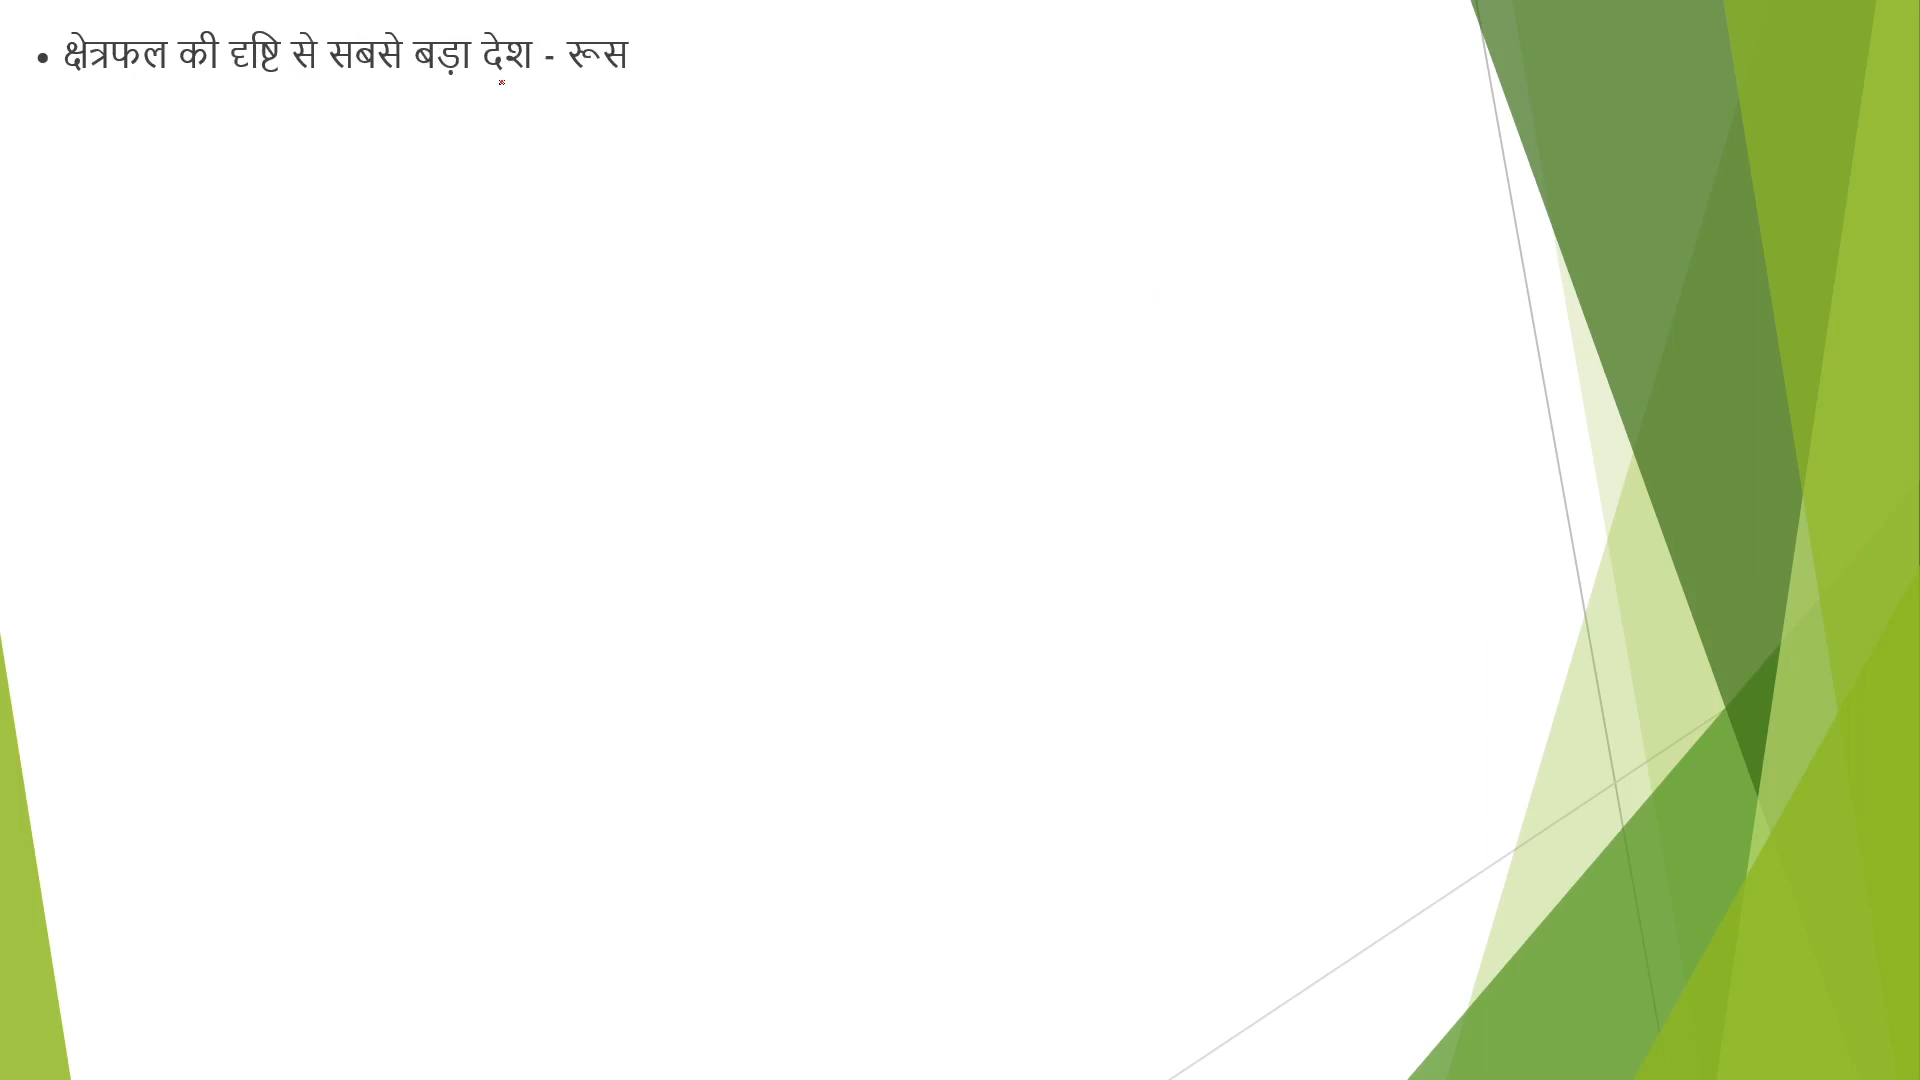 • क्षेत्रफल की दृष्टि से सबसे बड़ा देश - रूस